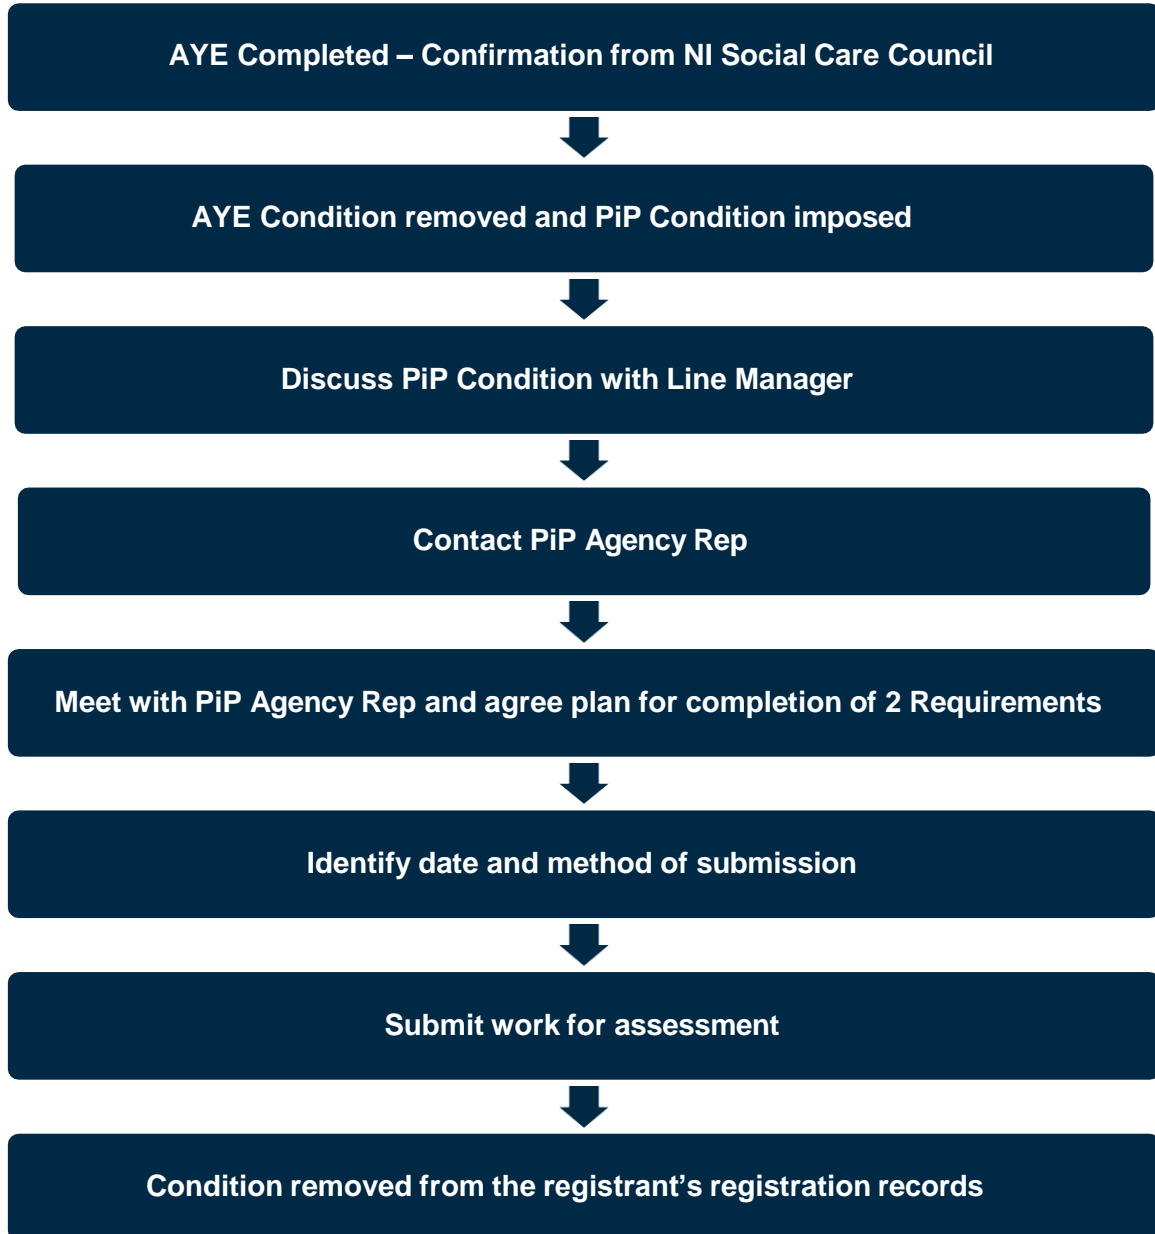 AYE Completed – Confirmation from NI Social Care Council
AYE Condition removed and PiP Condition imposed
Discuss PiP Condition with Line Manager
Contact PiP Agency Rep
Meet with PiP Agency Rep and agree plan for completion of 2 Requirements
Identify date and method of submission
Submit work for assessment
Condition removed from the registrant’s registration records